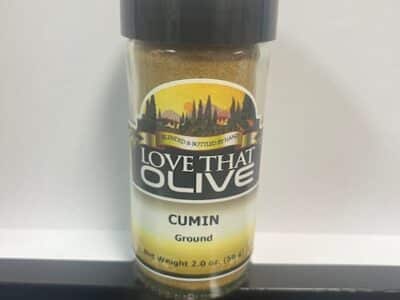 BLENDED & BOTTLED BY HAND
LOVE THAT
OLIVE
CUMIN
Ground
Net Weight 2.0 oz. (56 g)